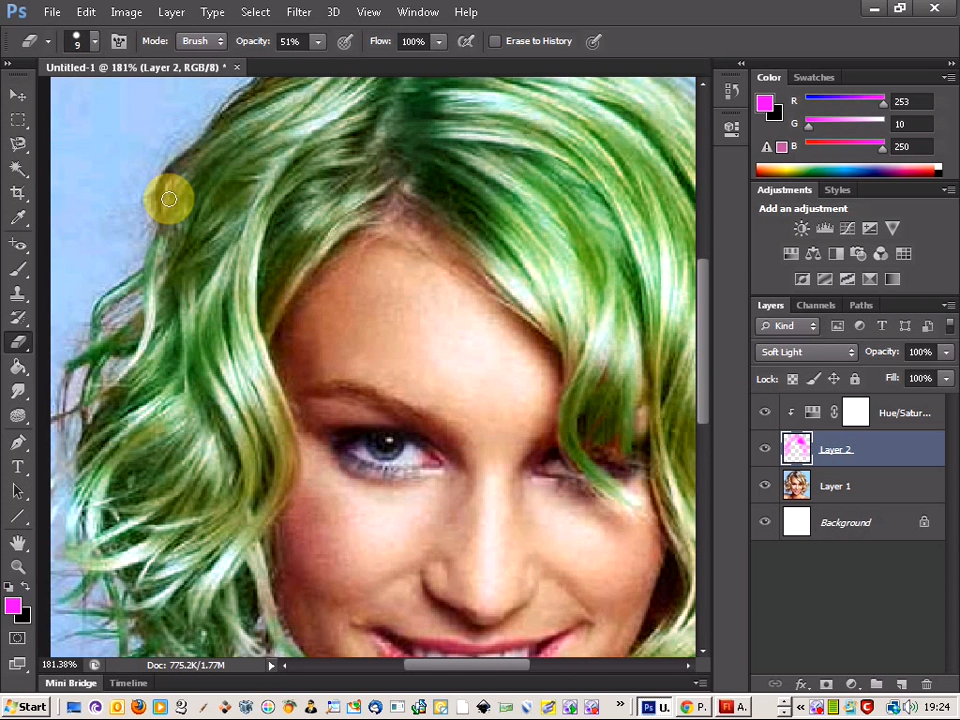 Ps File Edit Image Layer Type Select Filter 3D View Window Help
9 Mode: Brush Opacity: 51% Flow: 100% Erase to History
Untitled-1 @ 181% (Layer 2, RGB/8) * ×
Color Swatches
R 253
G 10
B 250
Adjustments Styles
Add an adjustment
Layers Channels Paths
Kind
Soft Light Opacity: 100%
Lock: Fill: 100%
Hue/Satur...
Layer 2
Layer 1
Background
181.38% Doc: 775.2K/1.77M
Mini Bridge Timeline
Start U. P. A. 19:24